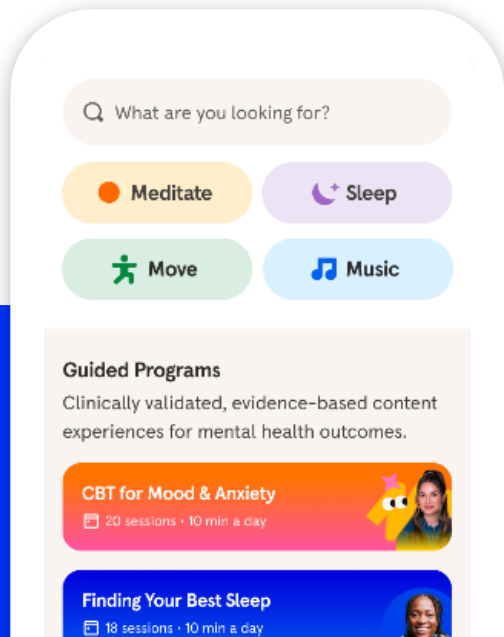 What are you looking for?
Meditate
Sleep
Move
Music
Guided Programs
Clinically validated, evidence-based content
experiences for mental health outcomes.
CBT for Mood & Anxiety
20 sessions · 10 min a day
Finding Your Best Sleep
18 sessions · 10 min a day